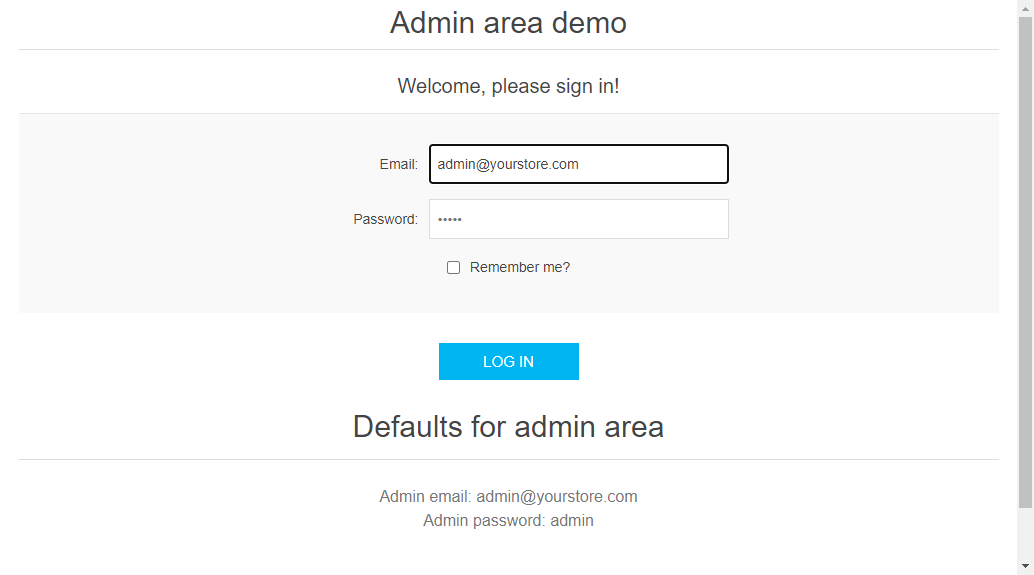 Admin area demo
Welcome, please sign in!
Email: admin@yourstore.com
Password: •••••
Remember me?
LOG IN
Defaults for admin area
Admin email: admin@yourstore.com
Admin password: admin